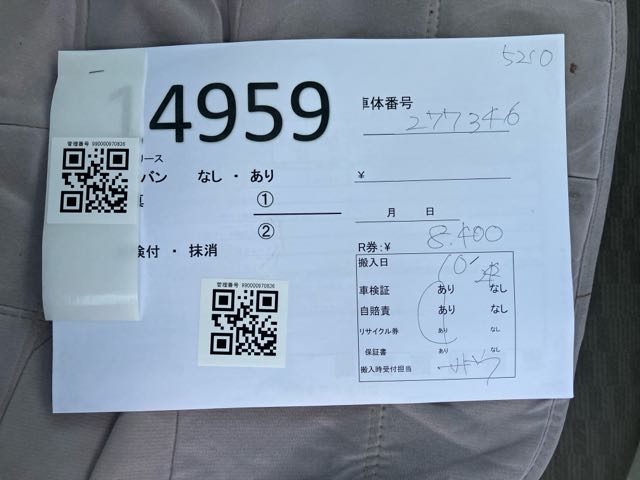 5210
14959
車体番号
277346
管理番号 990000970836
リース
バン なし ・ あり
¥
①
②
月 日
検付 ・ 抹消
R券:¥ 8.400
搬入日 10/
車検証 あり なし
自賠責 あり なし
リサイクル券 あり なし
保証書 あり なし
搬入時受付担当
管理番号 990000970836